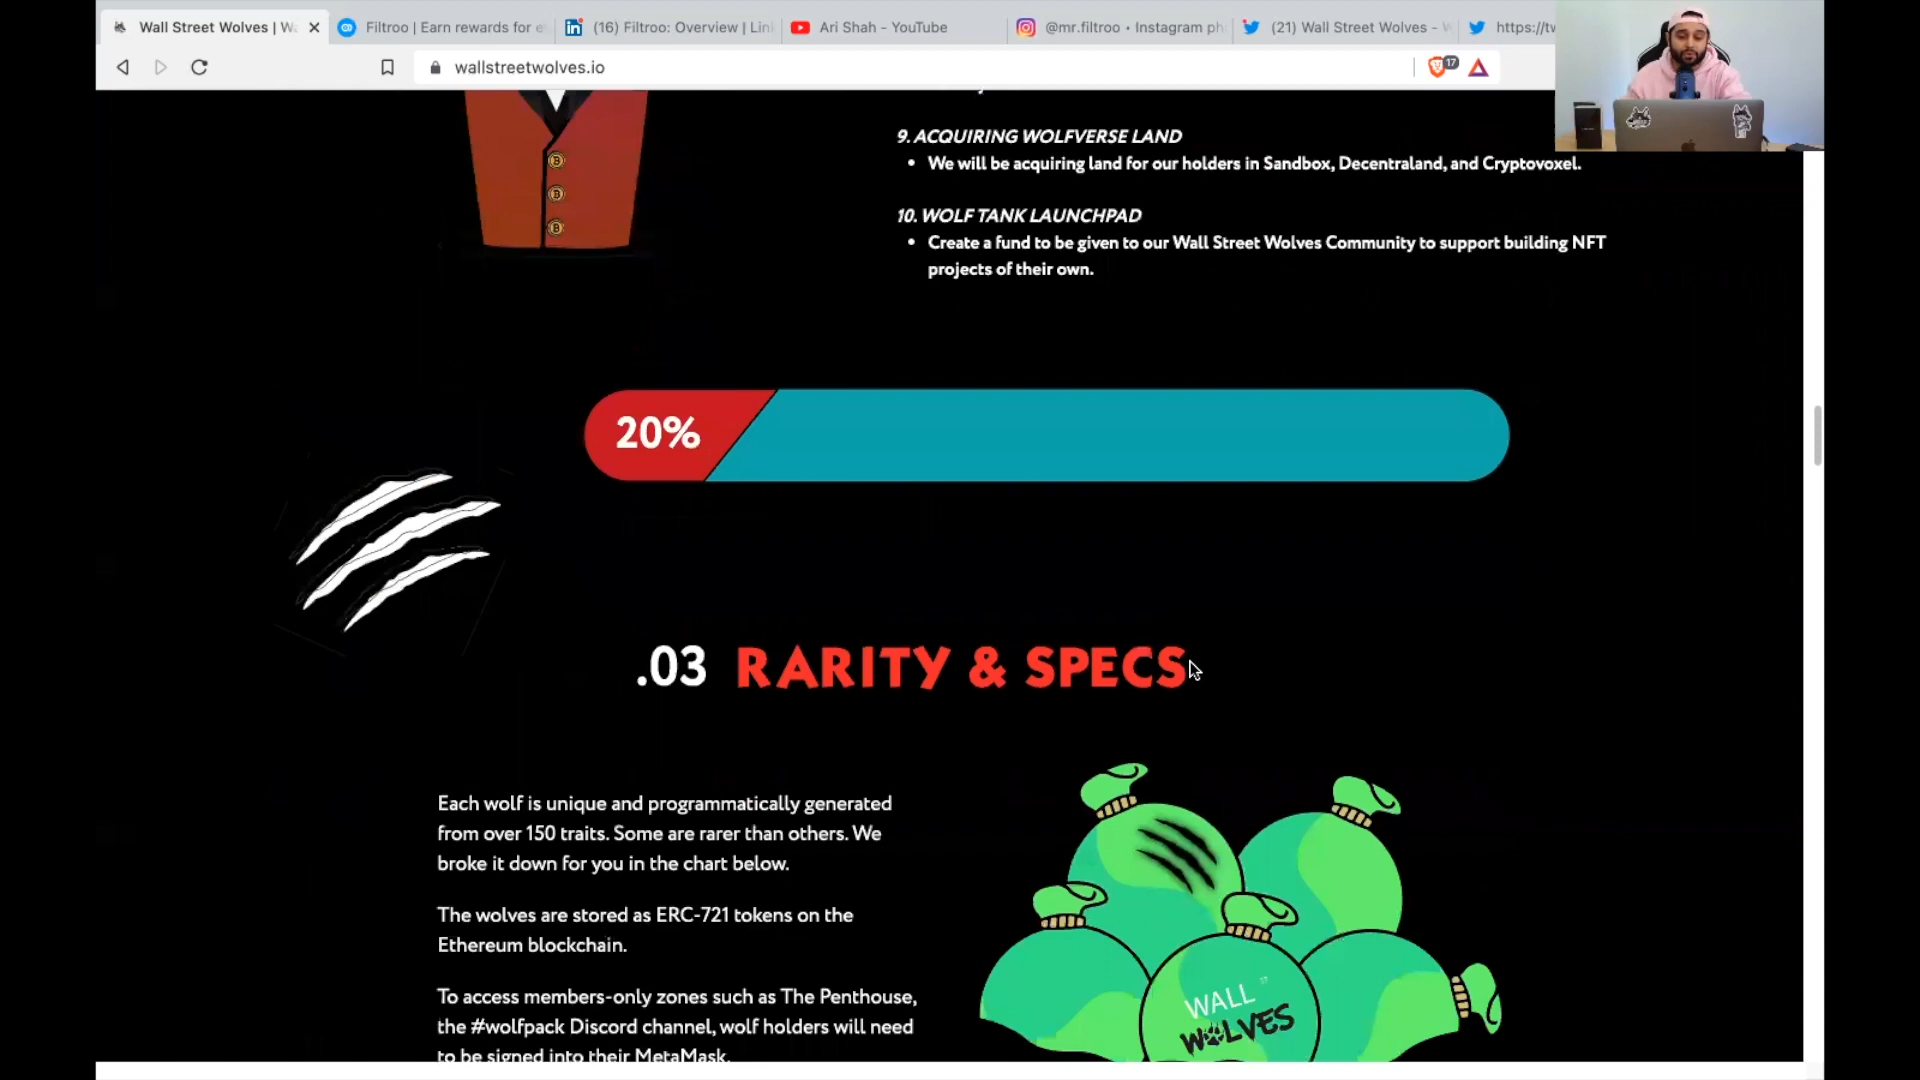 Wall Street Wolves | Wa
Filtroo | Earn rewards for e
(16) Filtroo: Overview | Lin
Ari Shah - YouTube
@mr.filtroo • Instagram ph
(21) Wall Street Wolves - W
https://tw
wallstreetwolves.io
17
9. ACQUIRING WOLFVERSE LAND
• We will be acquiring land for our holders in Sandbox, Decentraland, and Cryptovoxel.
10. WOLF TANK LAUNCHPAD
• Create a fund to be given to our Wall Street Wolves Community to support building NFT
projects of their own.
20%
.03 RARITY & SPECS
Each wolf is unique and programmatically generated
from over 150 traits. Some are rarer than others. We
broke it down for you in the chart below.
The wolves are stored as ERC-721 tokens on the
Ethereum blockchain.
To access members-only zones such as The Penthouse,
the #wolfpack Discord channel, wolf holders will need
to be signed into their MetaMask.
WALL
WOLVES